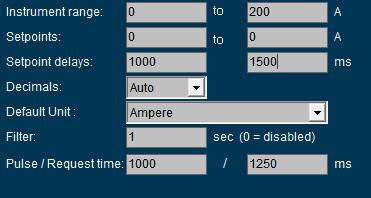 Instrument range: 0 to 200 A
Setpoints: 0 to 0 A
Setpoint delays: 1000 1500 ms
Decimals: Auto
Default Unit : Ampere
Filter: 1 sec (0 = disabled)
Pulse / Request time: 1000 / 1250 ms